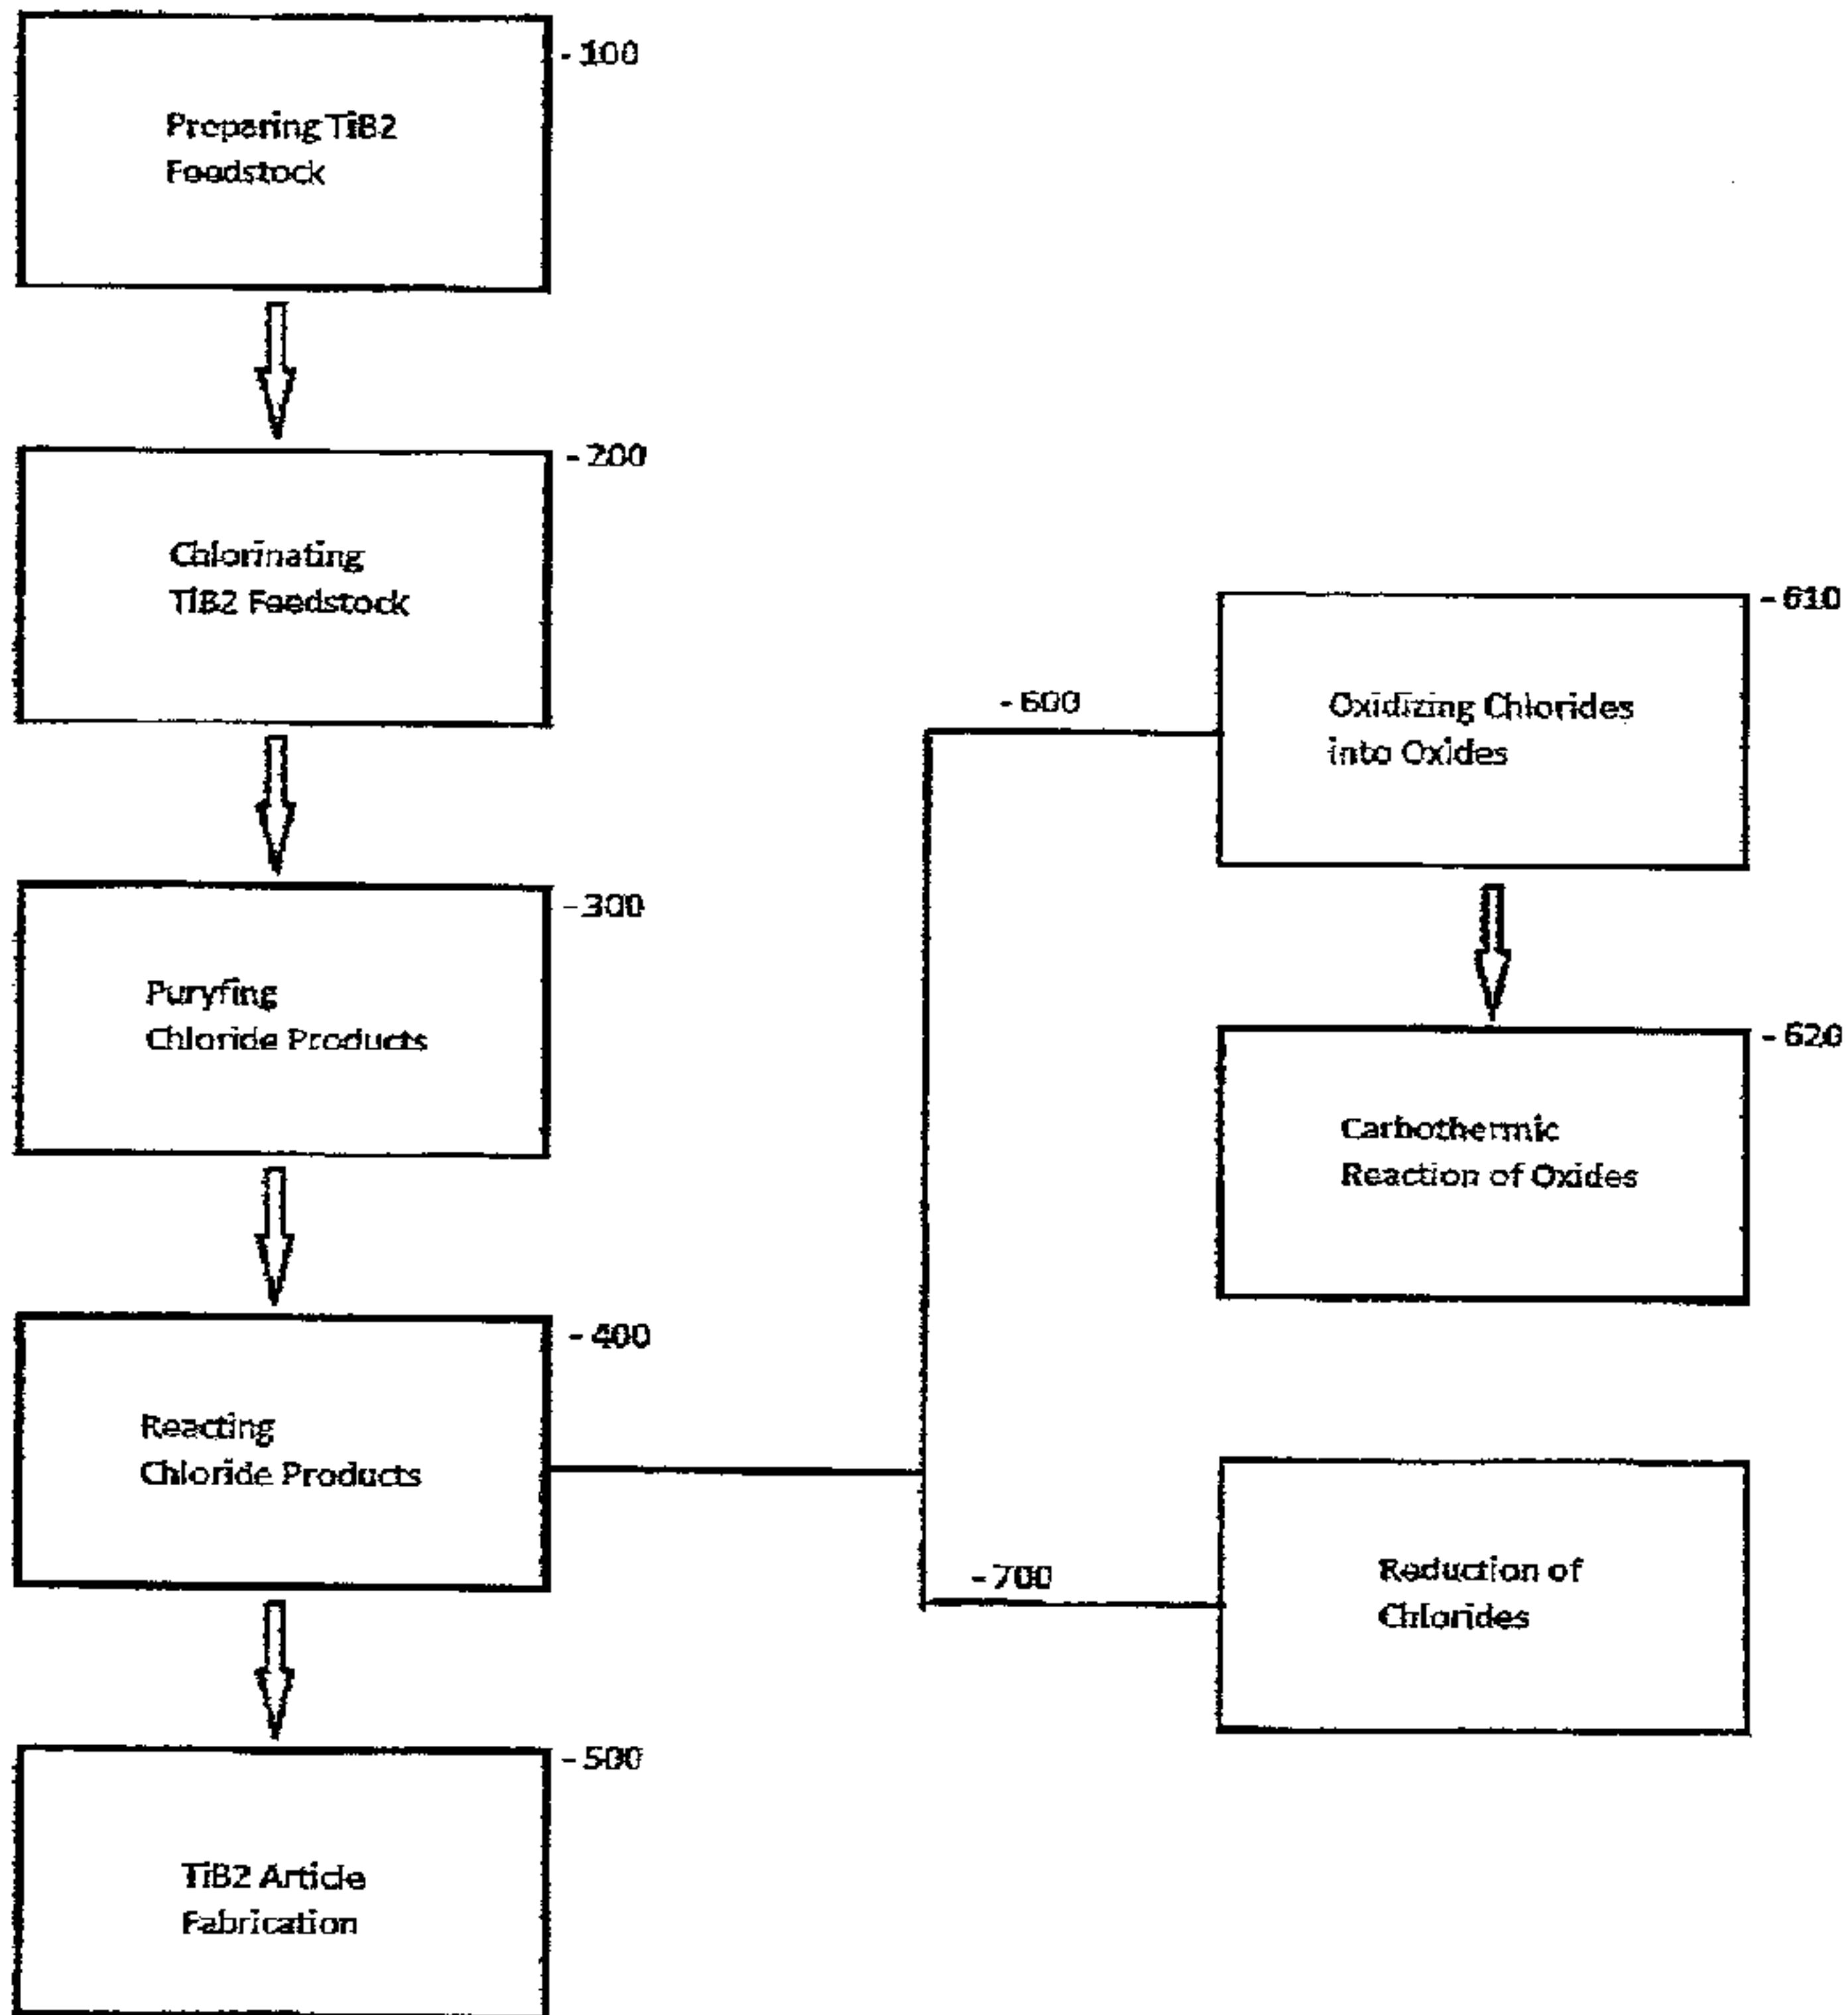 - 100
Preparing TiB2
Feedstock
- 200
Chlorinating
TiB2 Feedstock
- 300
Puryfing
Chloride Products
- 400
Reacting
Chloride Products
- 500
TiB2 Article
Fabrication
- 600
- 610
Oxidizing Chlorides
into Oxides
- 620
Carbothermic
Reaction of Oxides
- 700
Reduction of
Chlorides